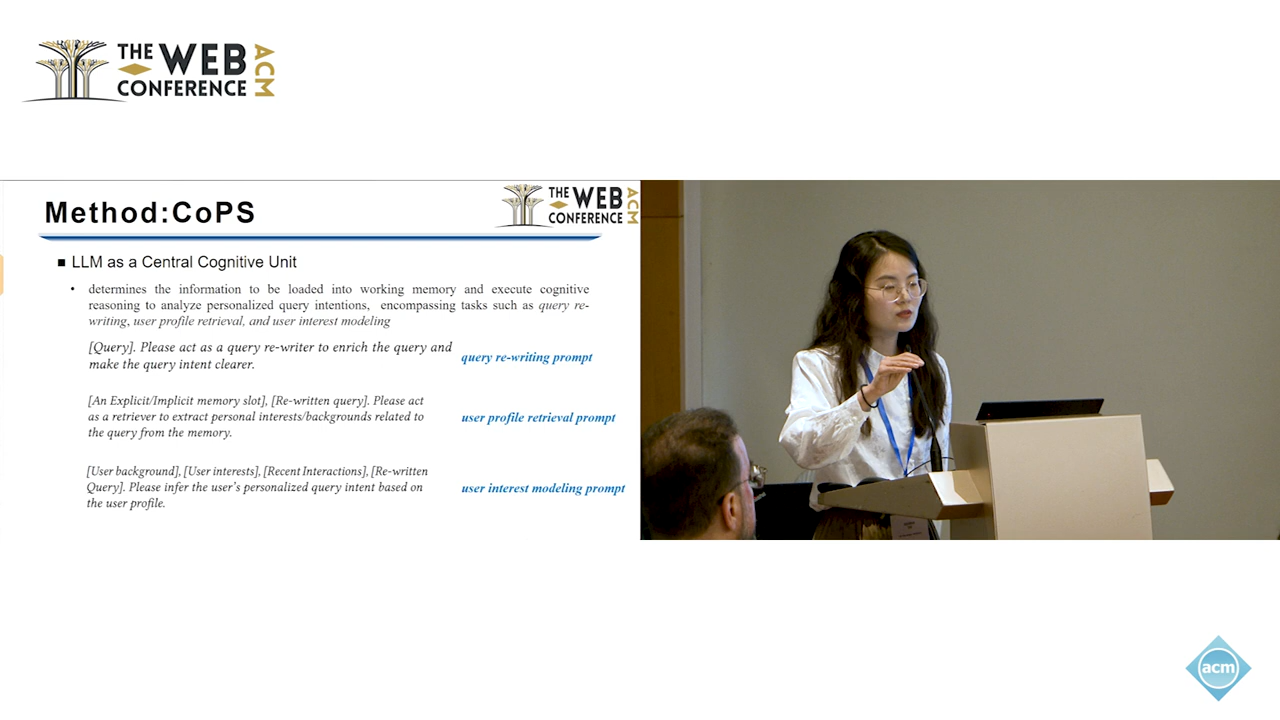 THE WEB
CONFERENCE
ACM
Method:CoPS
THE WEB
CONFERENCE
ACM
■ LLM as a Central Cognitive Unit
• determines the information to be loaded into working memory and execute cognitive
reasoning to analyze personalized query intentions, encompassing tasks such as query re-
writing, user profile retrieval, and user interest modeling
[Query]. Please act as a query re-writer to enrich the query and
make the query intent clearer.
query re-writing prompt
[An Explicit/Implicit memory slot], [Re-written query]. Please act
as a retriever to extract personal interests/backgrounds related to
the query from the memory.
user profile retrieval prompt
[User background], [User interests], [Recent Interactions], [Re-written
Query]. Please infer the user's personalized query intent based on
the user profile.
user interest modeling prompt
acm